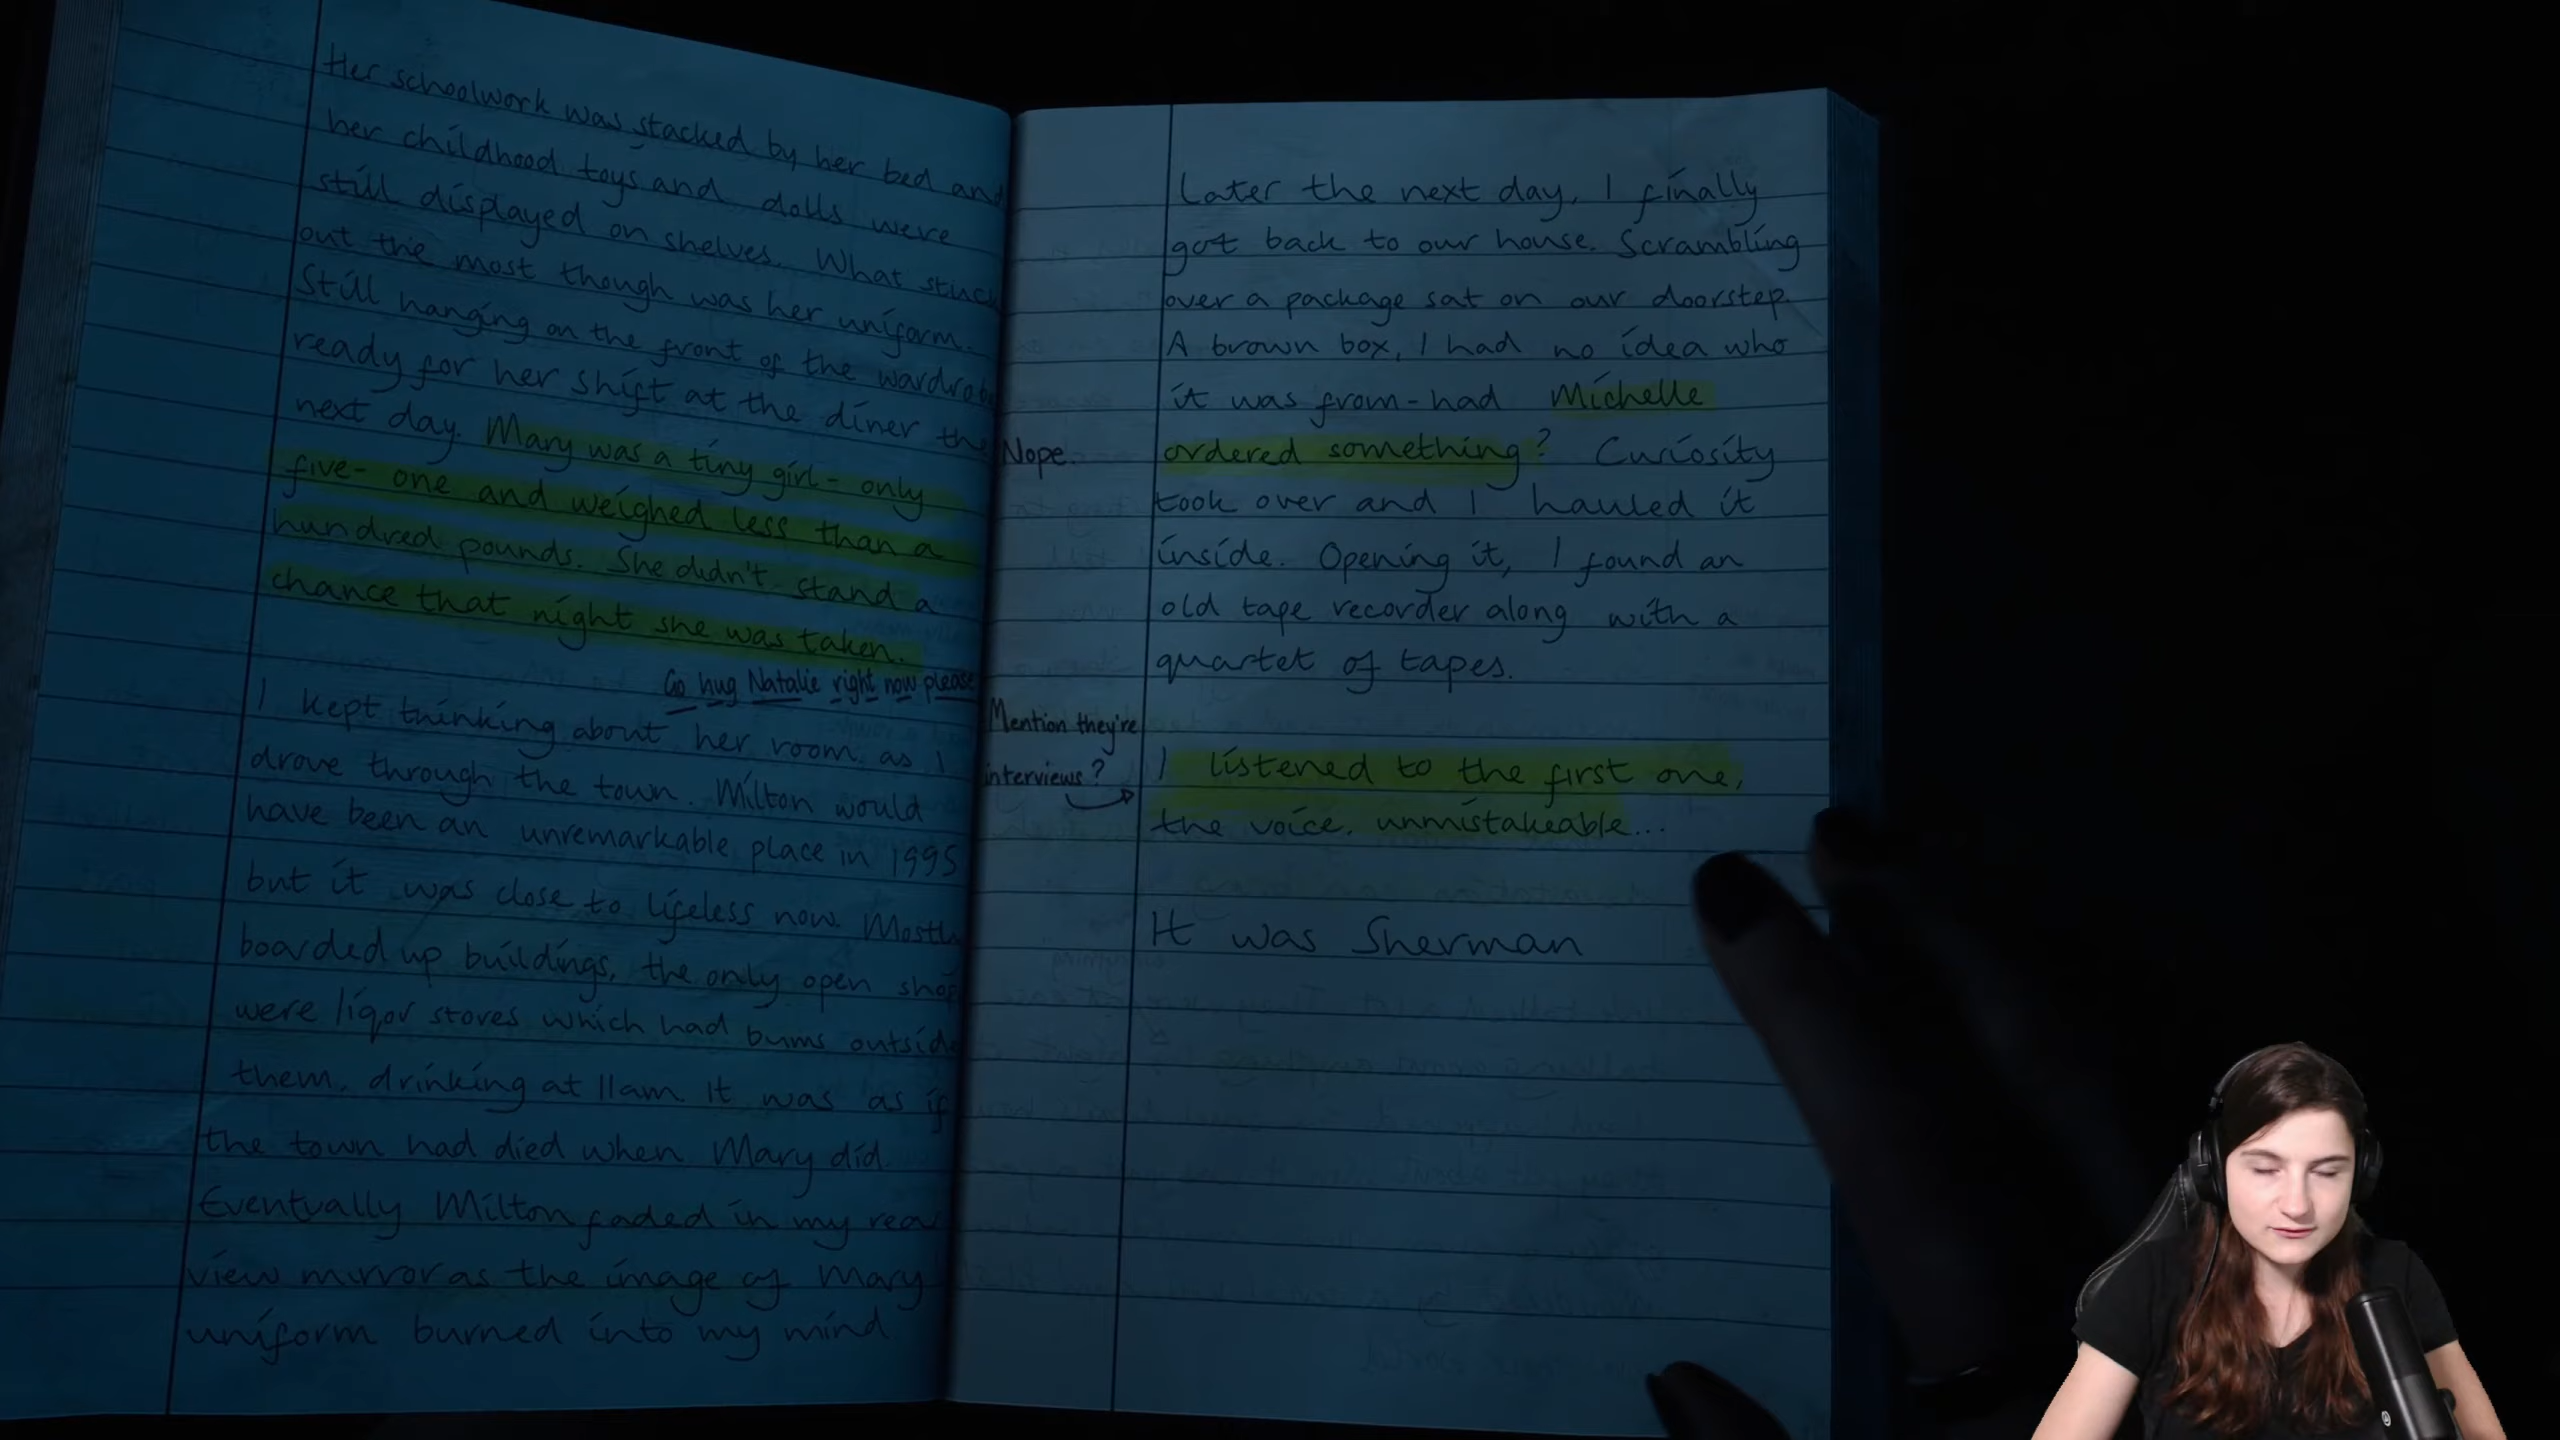 Her schoolwork was stacked by her bed and
her childhood toys and dolls were
still displayed on shelves. What stuck
out the most though was her uniform.
Still hanging on the front of the wardrobe
ready for her shift at the diner the
next day. Mary was a tiny girl- only
five- one and weighed less than a
hundred pounds. She didn't stand a
chance that night she was taken.
Go hug Natalie right now please
I kept thinking about her room as I
drove through the town. Milton would
have been an unremarkable place in 1995
but it was close to lifeless now. Mostly
boarded up buildings, the only open shop
were liqor stores which had bums outside
them, drinking at 11am. It was as if
the town had died when Mary did.
Eventually Milton faded in my rear
view mirror as the image of Mary
uniform burned into my mind.
Later the next day, I finally
got back to our house. Scrambling
over a package sat on our doorstep.
A brown box, I had no idea who
it was from-had Michelle
Nope.
ordered something? Curiosity
took over and I hauled it
inside. Opening it, I found an
old tape recorder along with a
quartet of tapes.
Mention they're
interviews?
I listened to the first one,
the voice. unmistakeable...
It was Sherman